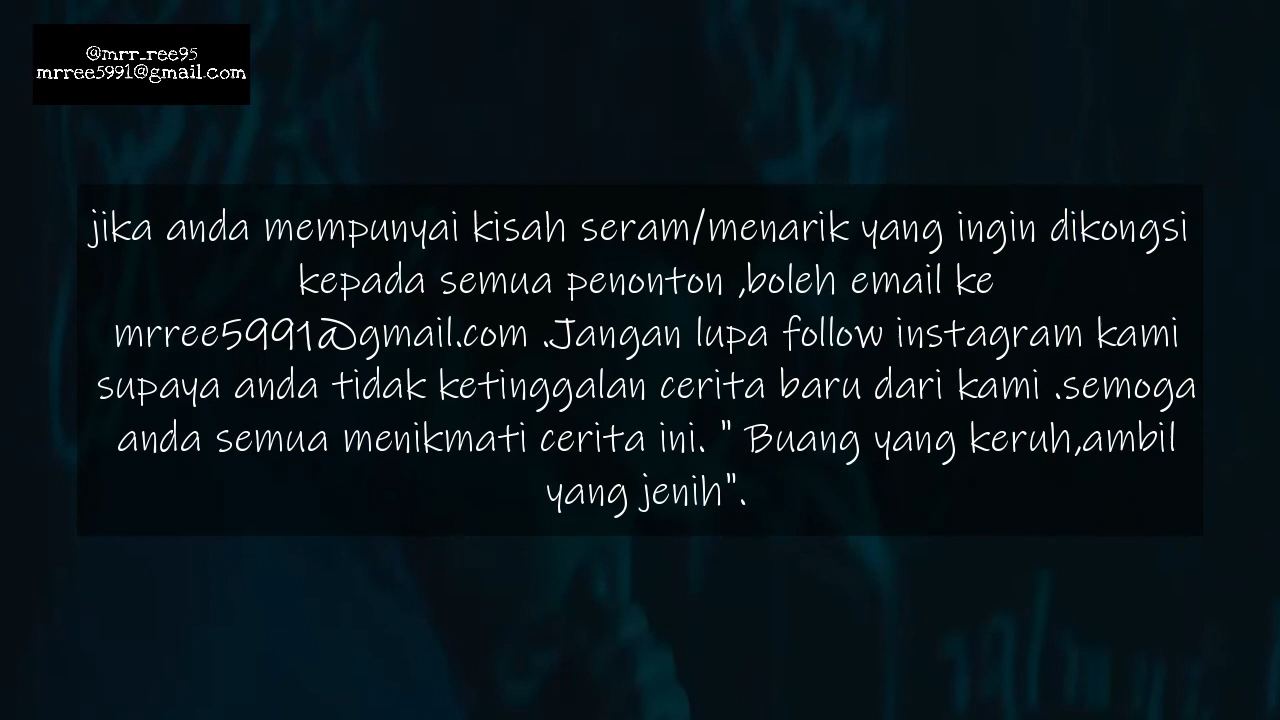 @mrr_ree95
mrree5991@gmail.com
jika anda mempunyai kisah seram/menarik yang ingin dikongsi
kepada semua penonton ,boleh email ke
mrree5991@gmail.com .Jangan lupa follow instagram kami
supaya anda tidak ketinggalan cerita baru dari kami .semoga
anda semua menikmati cerita ini. " Buang yang keruh,ambil
yang jenih".